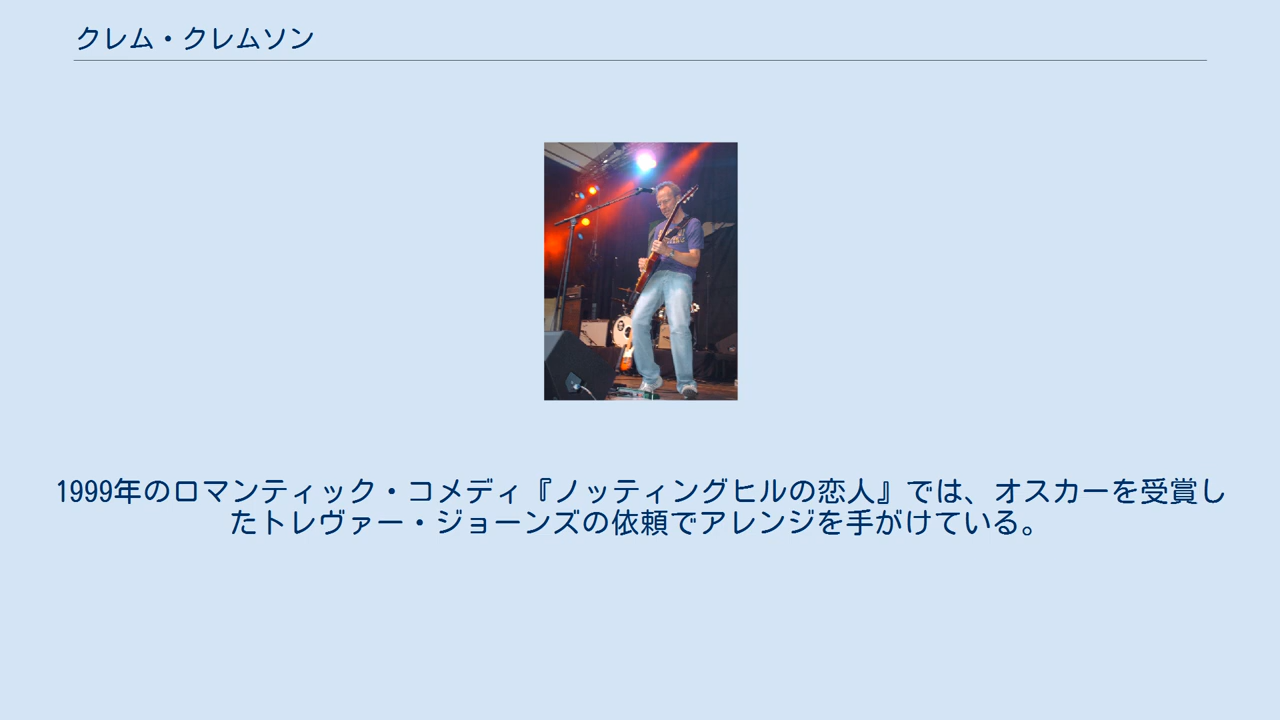 クレム・クレムソン
1999年のロマンティック・コメディ『ノッティングヒルの恋人』では、オスカーを受賞し
たトレヴァー・ジョーンズの依頼でアレンジを手がけている。